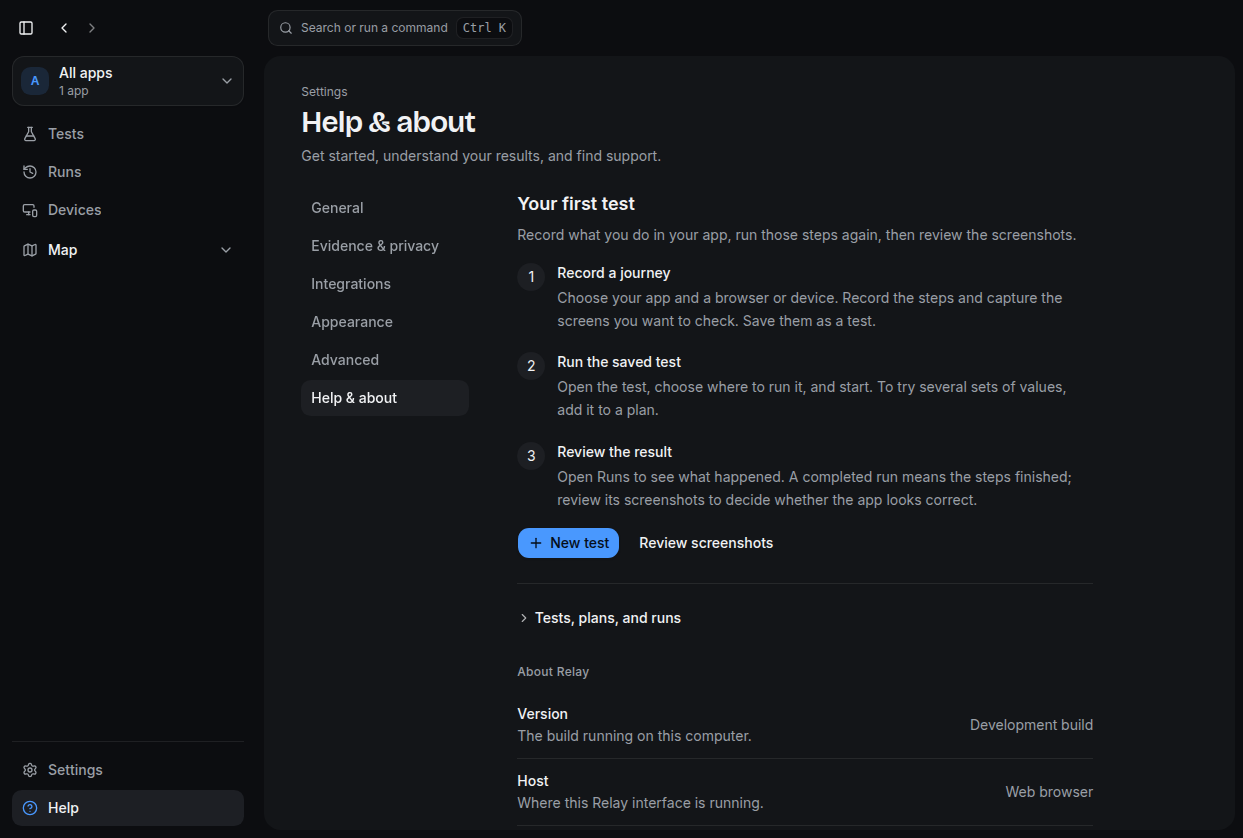 Search or run a command Ctrl K
A
All apps
1 app
Tests
Runs
Devices
Map
Settings
Help
Settings
Help & about
Get started, understand your results, and find support.
General
Evidence & privacy
Integrations
Appearance
Advanced
Help & about
Your first test
Record what you do in your app, run those steps again, then review the screenshots.
1
Record a journey
Choose your app and a browser or device. Record the steps and capture the
screens you want to check. Save them as a test.
2
Run the saved test
Open the test, choose where to run it, and start. To try several sets of values,
add it to a plan.
3
Review the result
Open Runs to see what happened. A completed run means the steps finished;
review its screenshots to decide whether the app looks correct.
New test
Review screenshots
Tests, plans, and runs
About Relay
Version
The build running on this computer.
Development build
Host
Where this Relay interface is running.
Web browser